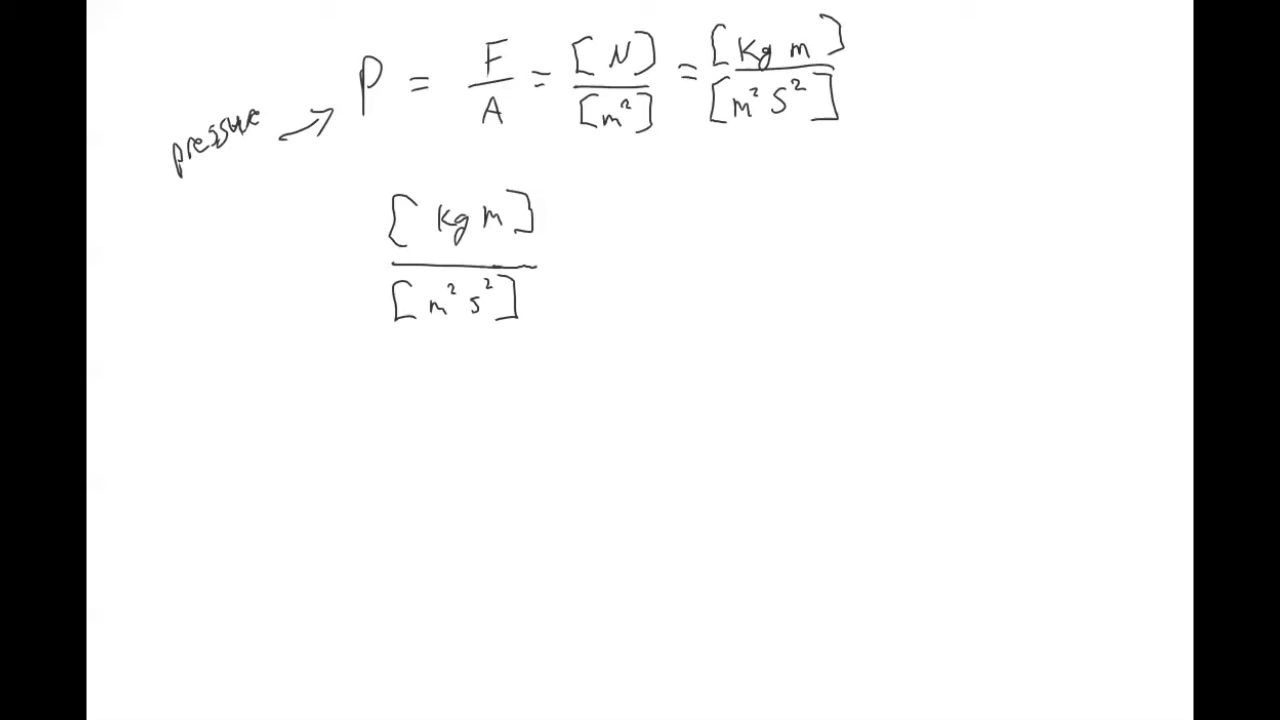 P = F/A = [N]/[m²] = [Kg m]/[m² S²]
pressure →
[kg m]/[m² s²]